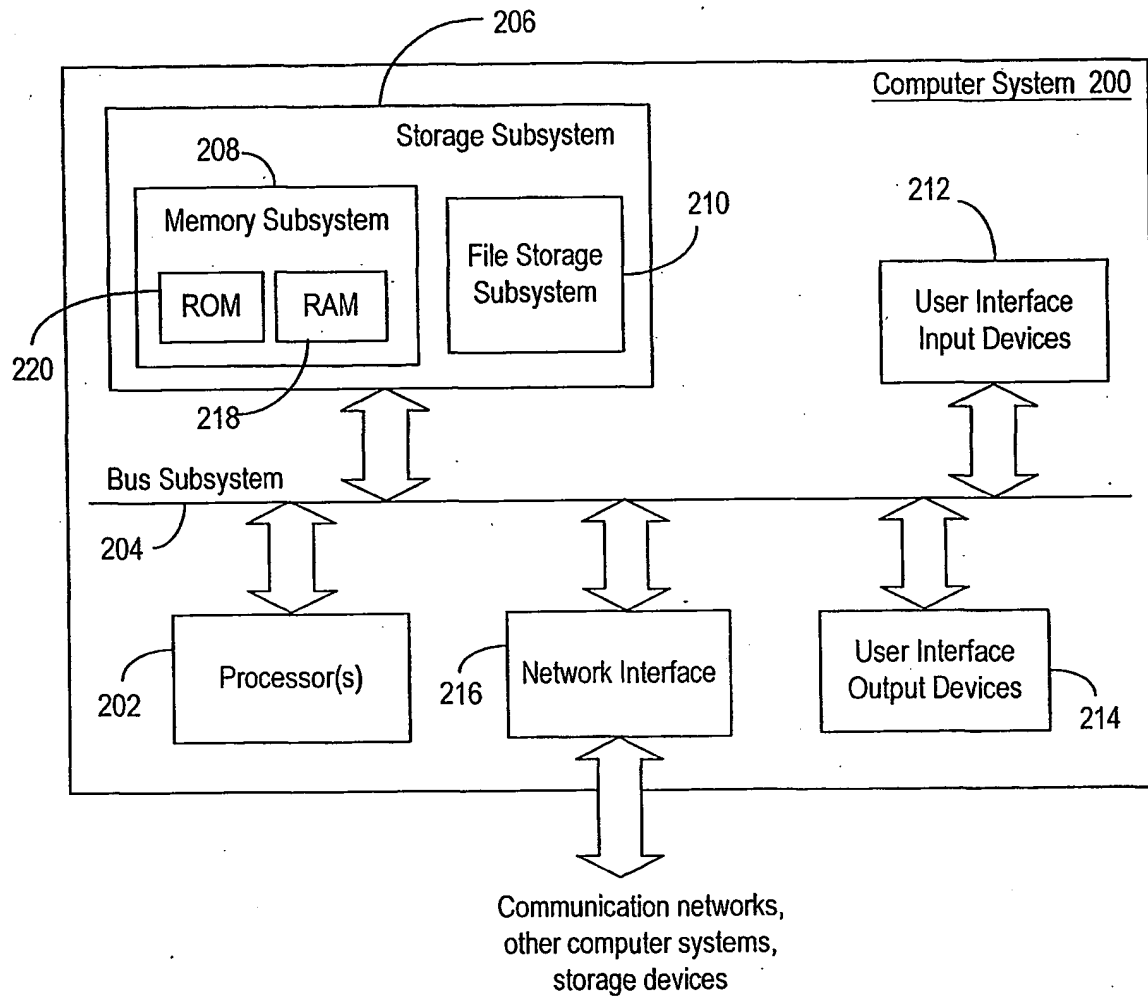 206
Computer System 200
Storage Subsystem
208
Memory Subsystem
210
212
File Storage
Subsystem
ROM
RAM
User Interface
Input Devices
220
218
Bus Subsystem
204
Processor(s)
202
Network Interface
216
User Interface
Output Devices
214
Communication networks,
other computer systems,
storage devices